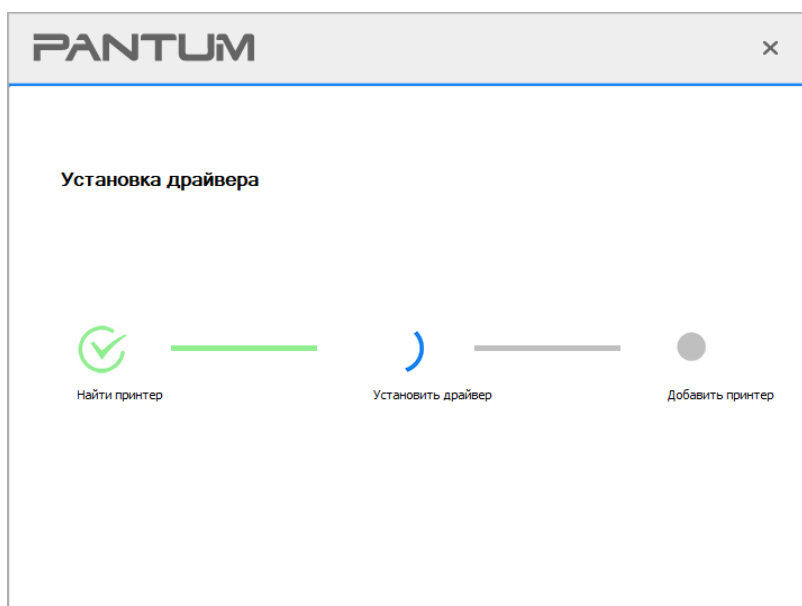 PANTUM
Установка драйвера
Найти принтер
Установить драйвер
Добавить принтер